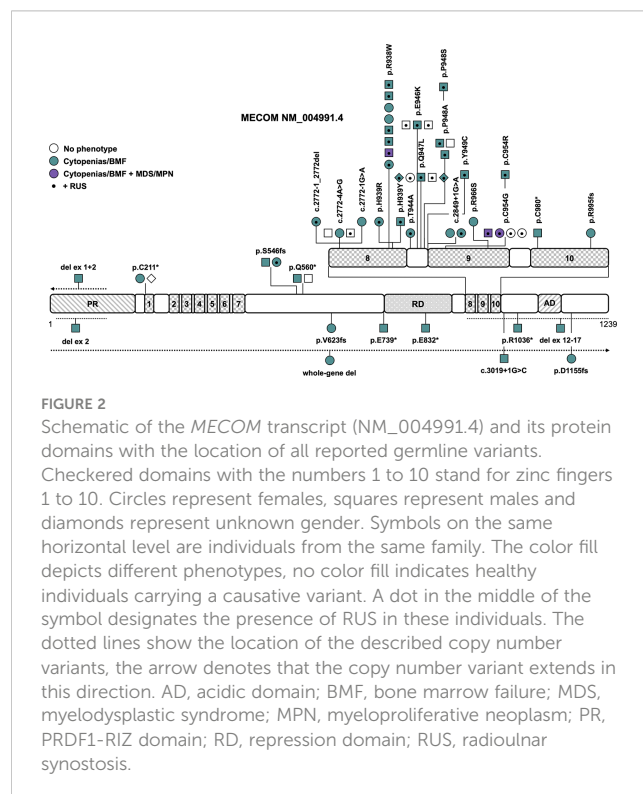 MECOM NM_004991.4
No phenotype
Cytopenias/BMF
Cytopenias/BMF + MDS/MPN
+ RUS
c.2772-1_2772del
c.2772-4A>G
c.2772-1G>A
p.H939R
p.R938W
p.H939Y
p.T944A
p.E946K
p.Q947L
p.P948A
p.P948S
c.2849+1G>A
p.Y949C
p.R966S
p.C954G
p.C954R
p.C980*
p.R995fs
8
9
10
p.S546fs
p.Q560*
del ex 1+2
p.C211*
PR
1
2
3
4
5
6
7
RD
8
9
10
AD
1
1239
del ex 2
p.V623fs
p.E739*
p.E832*
p.R1036*
del ex 12-17
whole-gene del
c.3019+1G>C
p.D1155fs
FIGURE 2
Schematic of the MECOM transcript (NM_004991.4) and its protein
domains with the location of all reported germline variants.
Checkered domains with the numbers 1 to 10 stand for zinc fingers
1 to 10. Circles represent females, squares represent males and
diamonds represent unknown gender. Symbols on the same
horizontal level are individuals from the same family. The color fill
depicts different phenotypes, no color fill indicates healthy
individuals carrying a causative variant. A dot in the middle of the
symbol designates the presence of RUS in these individuals. The
dotted lines show the location of the described copy number
variants, the arrow denotes that the copy number variant extends in
this direction. AD, acidic domain; BMF, bone marrow failure; MDS,
myelodysplastic syndrome; MPN, myeloproliferative neoplasm; PR,
PRDF1-RIZ domain; RD, repression domain; RUS, radioulnar
synostosis.